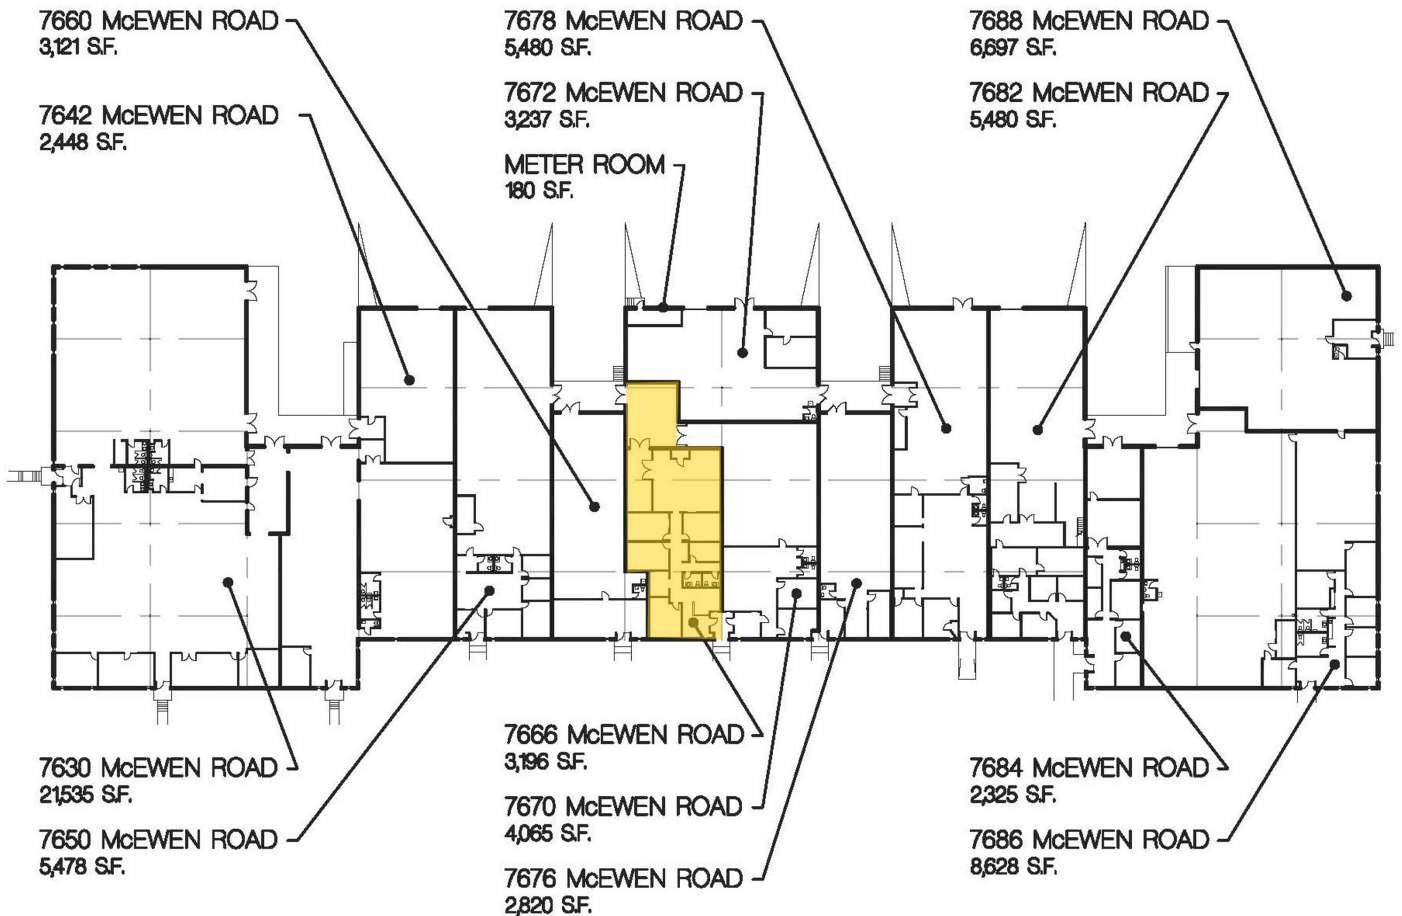 7660 McEWEN ROAD
3,121 S.F.
7642 McEWEN ROAD
2,448 S.F.
7678 McEWEN ROAD
5,480 S.F.
7672 McEWEN ROAD
3,237 S.F.
METER ROOM
180 S.F.
7688 McEWEN ROAD
6,697 S.F.
7682 McEWEN ROAD
5,480 S.F.
7630 McEWEN ROAD
21,535 S.F.
7650 McEWEN ROAD
5,478 S.F.
7666 McEWEN ROAD
3,196 S.F.
7670 McEWEN ROAD
4,065 S.F.
7676 McEWEN ROAD
2,820 S.F.
7684 McEWEN ROAD
2,325 S.F.
7686 McEWEN ROAD
8,628 S.F.